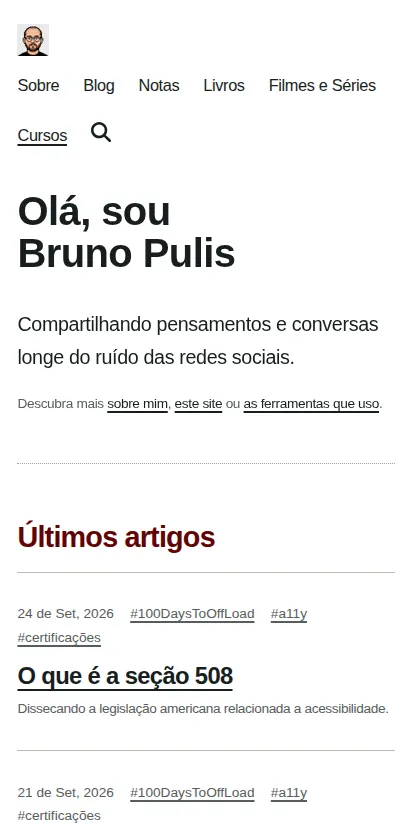 Sobre Blog Notas Livros Filmes e Séries
Cursos
Olá, sou
Bruno Pulis
Compartilhando pensamentos e conversas
longe do ruído das redes sociais.
Descubra mais sobre mim, este site ou as ferramentas que uso.
Últimos artigos
24 de Set, 2026 #100DaysToOffLoad #a11y
#certificações
O que é a seção 508
Dissecando a legislação americana relacionada a acessibilidade.
21 de Set, 2026 #100DaysToOffLoad #a11y
#certificações